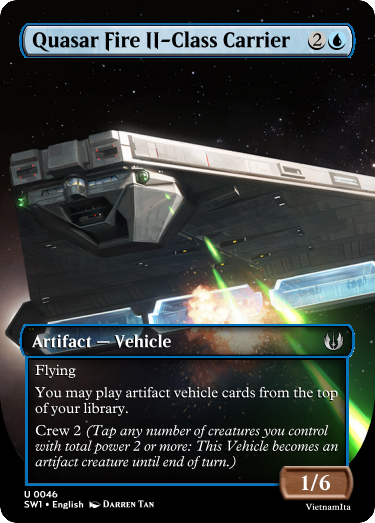 Quasar Fire II-Class Carrier 2
Artifact — Vehicle
Flying
You may play artifact vehicle cards from the top
of your library.
Crew 2 (Tap any number of creatures you control
with total power 2 or more: This Vehicle becomes an
artifact creature until end of turn.)
1/6
U 0046
SW1 • English Darren Tan
VietnamIta